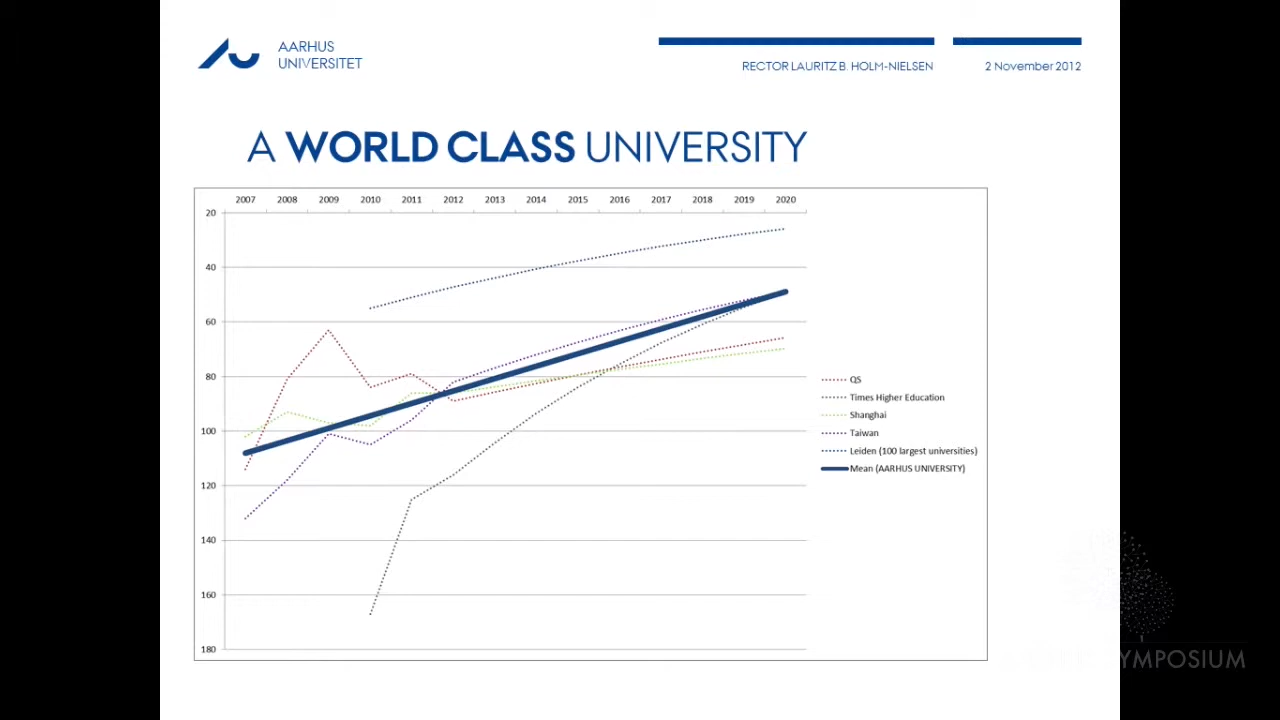 AARHUS
UNIVERSITET
RECTOR LAURITZ B. HOLM-NIELSEN
2 November 2012
A WORLD CLASS UNIVERSITY
2007 2008 2009 2010 2011 2012 2013 2014 2015 2016 2017 2018 2019 2020
20
40
60
80
100
120
140
160
180
QS
Times Higher Education
Shanghai
Taiwan
Leiden (100 largest universities)
Mean (AARHUS UNIVERSITY)